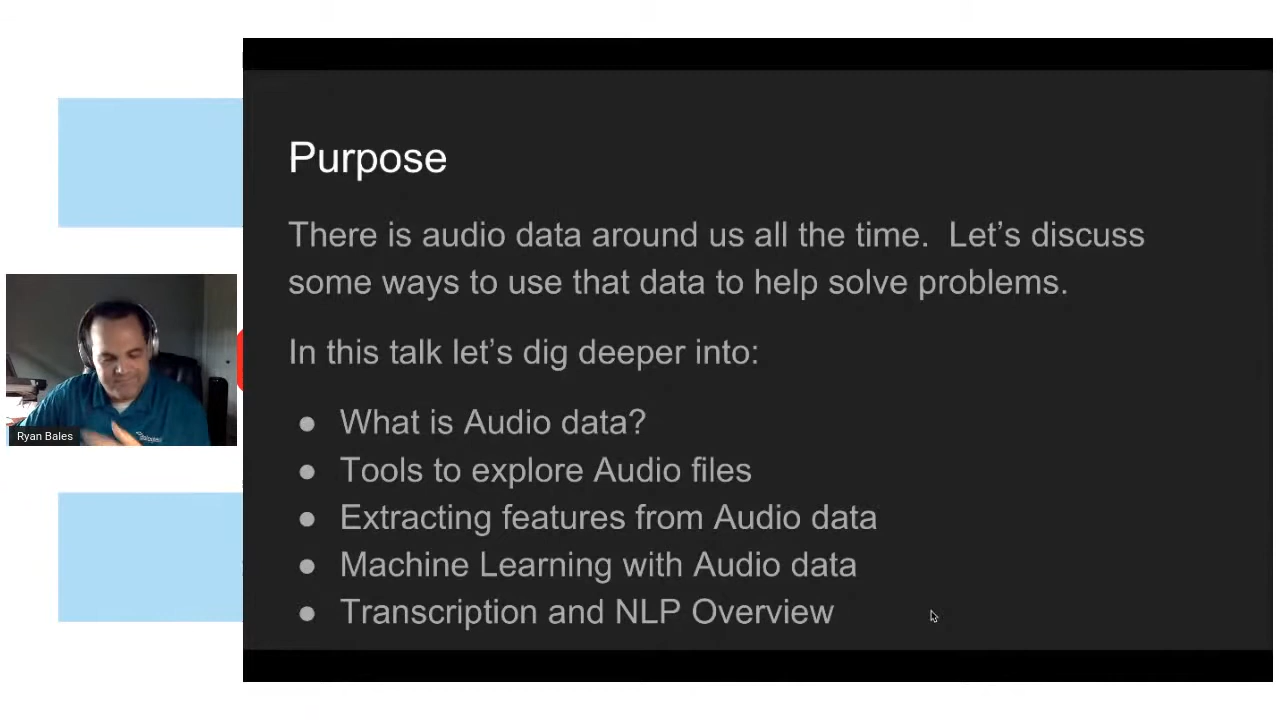 Purpose
There is audio data around us all the time.  Let’s discuss
some ways to use that data to help solve problems.
In this talk let’s dig deeper into:
● What is Audio data?
● Tools to explore Audio files
● Extracting features from Audio data
● Machine Learning with Audio data
● Transcription and NLP Overview
Ryan Bales